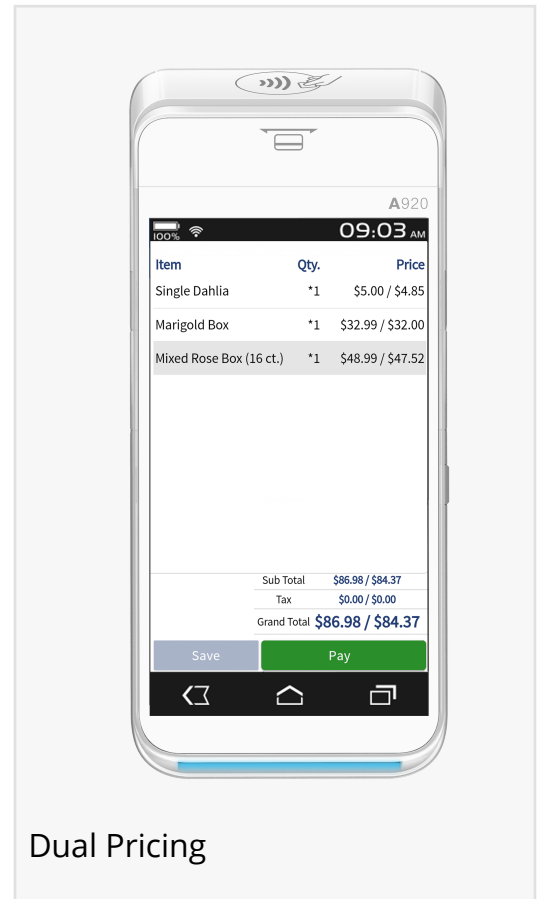 A920
100% 09:03 AM
Item Qty. Price
Single Dahlia *1 $5.00 / $4.85
Marigold Box *1 $32.99 / $32.00
Mixed Rose Box (16 ct.) *1 $48.99 / $47.52
Sub Total $86.98 / $84.37
Tax $0.00 / $0.00
Grand Total $86.98 / $84.37
Save Pay
Dual Pricing